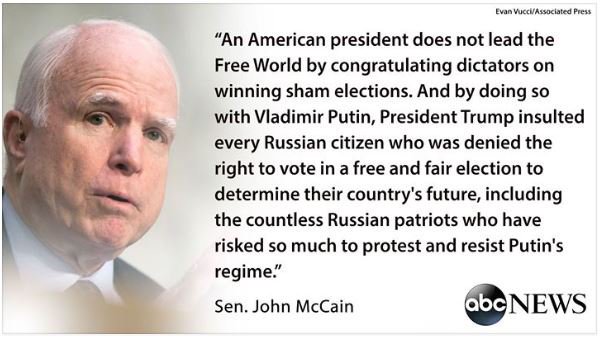 Evan Vucci/Associated Press
“An American president does not lead the
Free World by congratulating dictators on
winning sham elections. And by doing so
with Vladimir Putin, President Trump insulted
every Russian citizen who was denied the
right to vote in a free and fair election to
determine their country's future, including
the countless Russian patriots who have
risked so much to protest and resist Putin's
regime.”
Sen. John McCain
abc NEWS